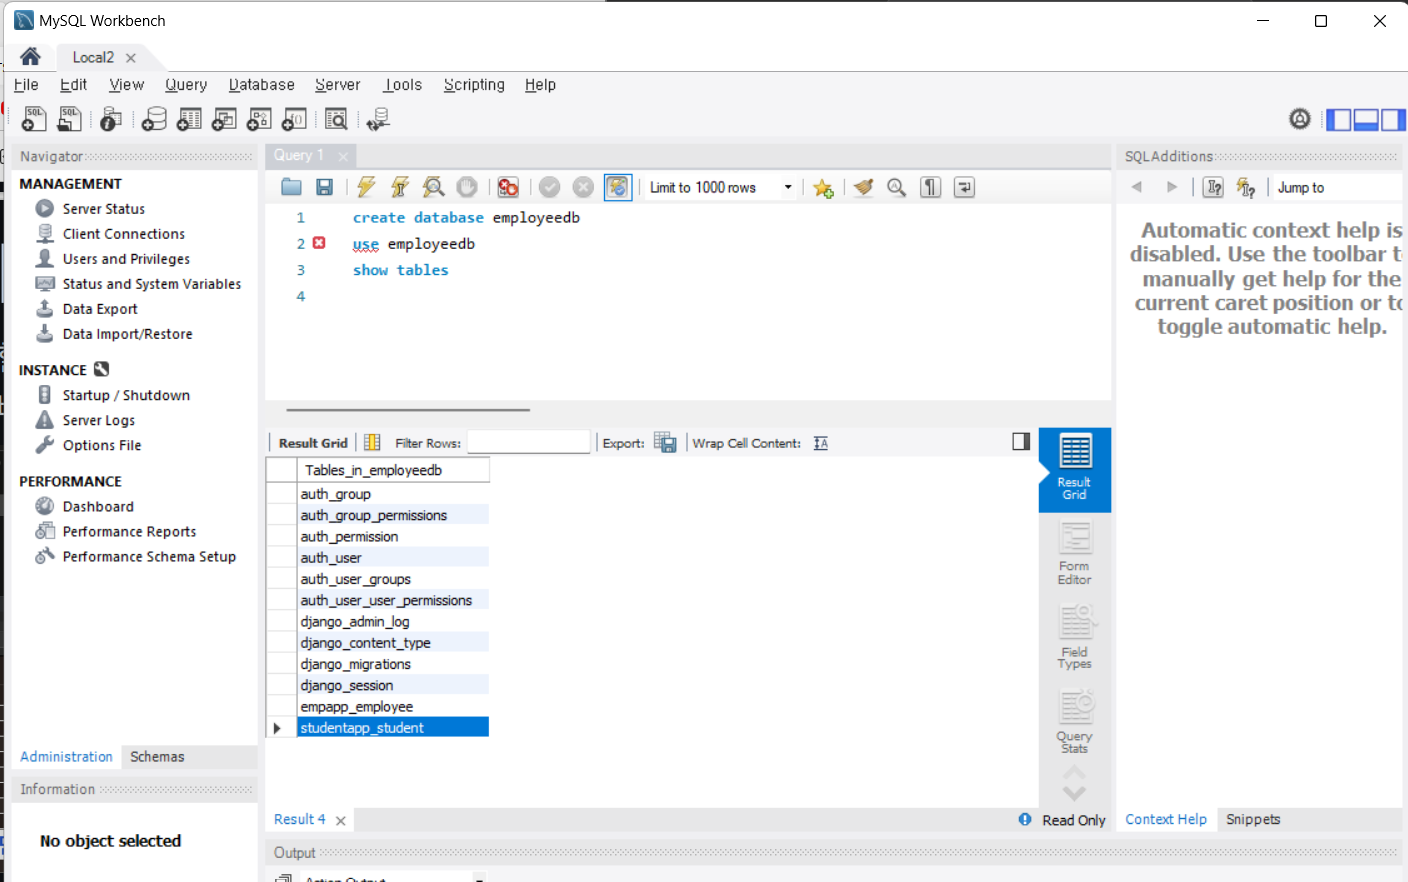 MySQL Workbench
Local2
File Edit View Query Database Server Tools Scripting Help
Navigator
MANAGEMENT
Server Status
Client Connections
Users and Privileges
Status and System Variables
Data Export
Data Import/Restore
INSTANCE
Startup / Shutdown
Server Logs
Options File
PERFORMANCE
Dashboard
Performance Reports
Performance Schema Setup
Administration Schemas
Information
No object selected
Query 1
Limit to 1000 rows
1 create database employeedb
2 use employeedb
3 show tables
4
Result Grid Filter Rows: Export: Wrap Cell Content:
Tables_in_employeedb
auth_group
auth_group_permissions
auth_permission
auth_user
auth_user_groups
auth_user_user_permissions
django_admin_log
django_content_type
django_migrations
django_session
empapp_employee
studentapp_student
Result
Grid
Form
Editor
Field
Types
Query
Stats
Result 4
Read Only
Output
Action Output
SQLAdditions
Jump to
Automatic context help is
disabled. Use the toolbar t
manually get help for the
current caret position or to
toggle automatic help.
Context Help Snippets